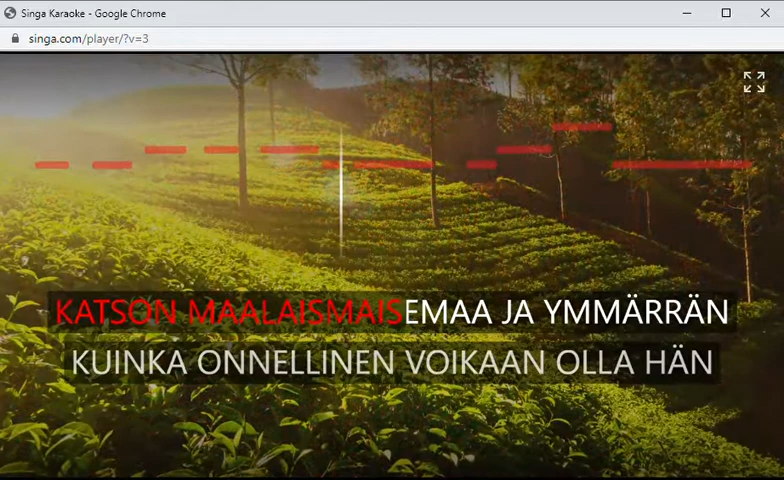 Singa Karaoke - Google Chrome
singa.com/player/?v=3
KATSON MAALAISMAISEMAA JA YMMÄRRÄN
KUINKA ONNELLINEN VOIKAAN OLLA HÄN